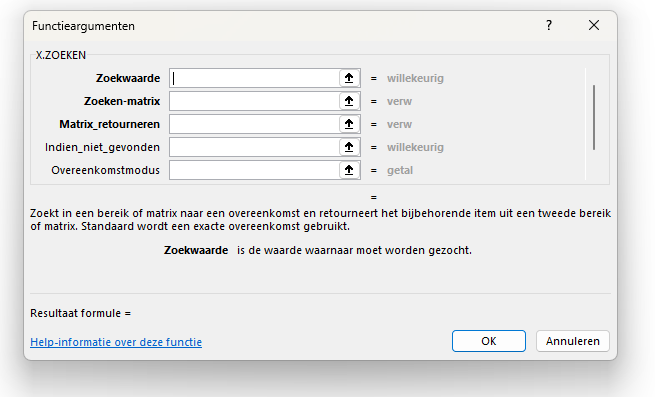 Functieargumenten ? ×
X.ZOEKEN
Zoekwaarde = willekeurig
Zoeken-matrix = verw
Matrix_retourneren = verw
Indien_niet_gevonden = willekeurig
Overeenkomstmodus = getal
=
Zoekt in een bereik of matrix naar een overeenkomst en retourneert het bijbehorende item uit een tweede bereik
of matrix. Standaard wordt een exacte overeenkomst gebruikt.
Zoekwaarde is de waarde waarnaar moet worden gezocht.
Resultaat formule =
Help-informatie over deze functie
OK Annuleren